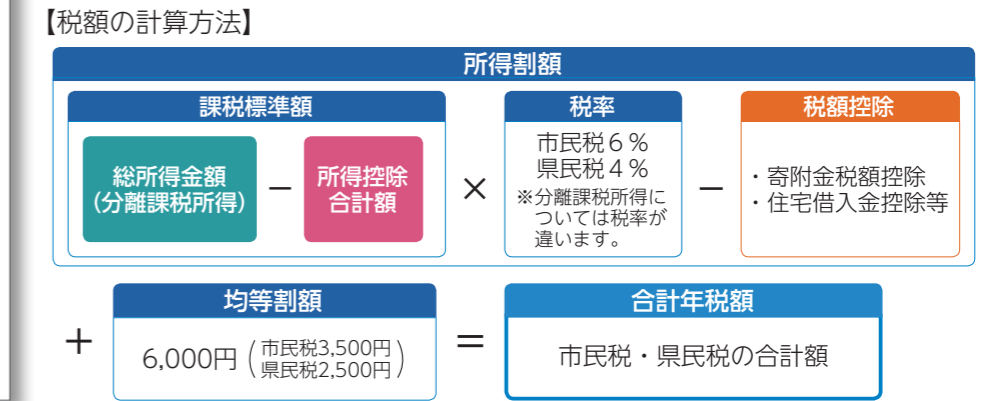 【税額の計算方法】
所得割額
課税標準額
総所得金額
(分離課税所得)
−
所得控除
合計額
×
税率
市民税6%
県民税4%
※分離課税所得に
ついては税率が
違います。
−
税額控除
・寄附金税額控除
・住宅借入金控除等
+
均等割額
6,000円(市民税3,500円
県民税2,500円)
=
合計年税額
市民税・県民税の合計額